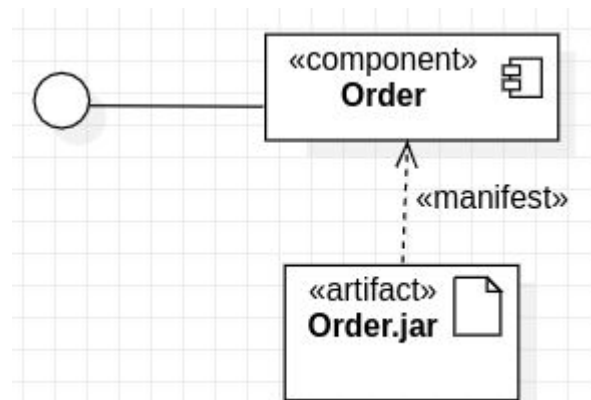 «component»
Order
«manifest»
«artifact»
Order.jar